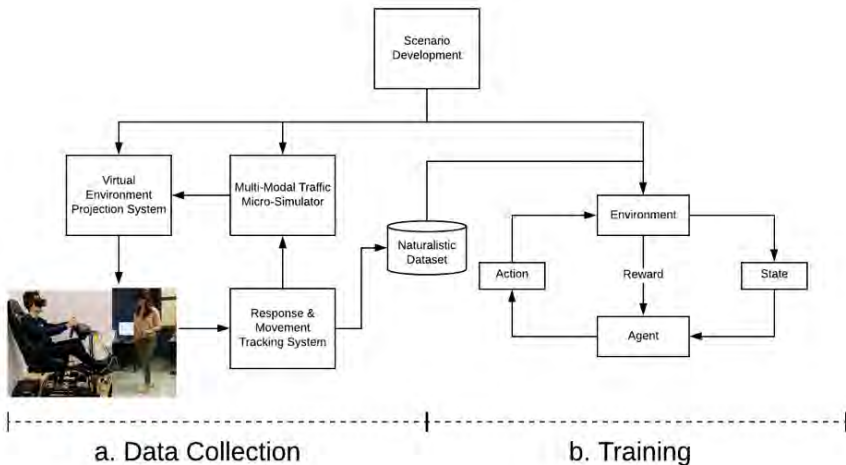 Scenario
Development
Virtual
Environment
Projection System
Multi-Modal Traffic
Micro-Simulator
Naturalistic
Dataset
Response &
Movement
Tracking System
Environment
Action
Reward
State
Agent
a. Data Collection
b. Training